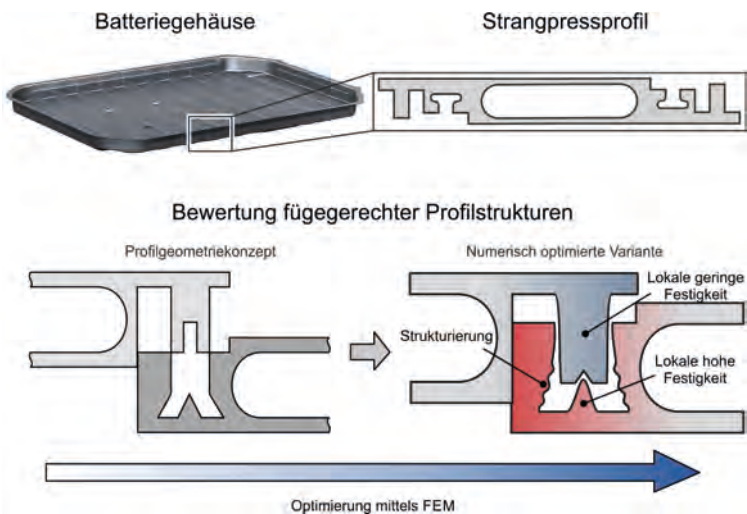 Batteriegehäuse
Strangpressprofil
Bewertung fügegerechter Profilstrukturen
Profilgeometriekonzept
Numerisch optimierte Variante
Lokale geringe
Festigkeit
Strukturierung
Lokale hohe
Festigkeit
Optimierung mittels FEM